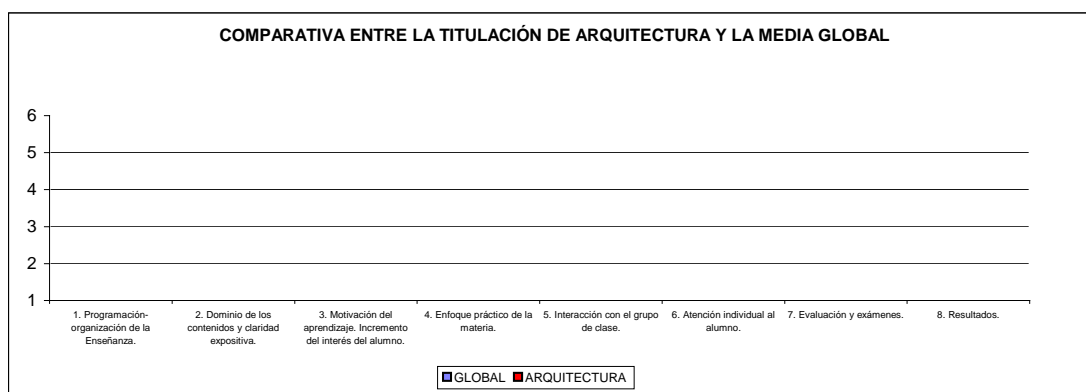 COMPARATIVA ENTRE LA TITULACIÓN DE ARQUITECTURA Y LA MEDIA GLOBAL
6
5
4
3
2
1
1. Programación-
organización de la
Enseñanza.
2. Dominio de los
contenidos y claridad
expositiva.
3. Motivación del
aprendizaje. Incremento
del interés del alumno.
4. Enfoque práctico de la
materia.
5. Interacción con el grupo
de clase.
6. Atención individual al
alumno.
7. Evaluación y exámenes.
8. Resultados.
GLOBAL
ARQUITECTURA